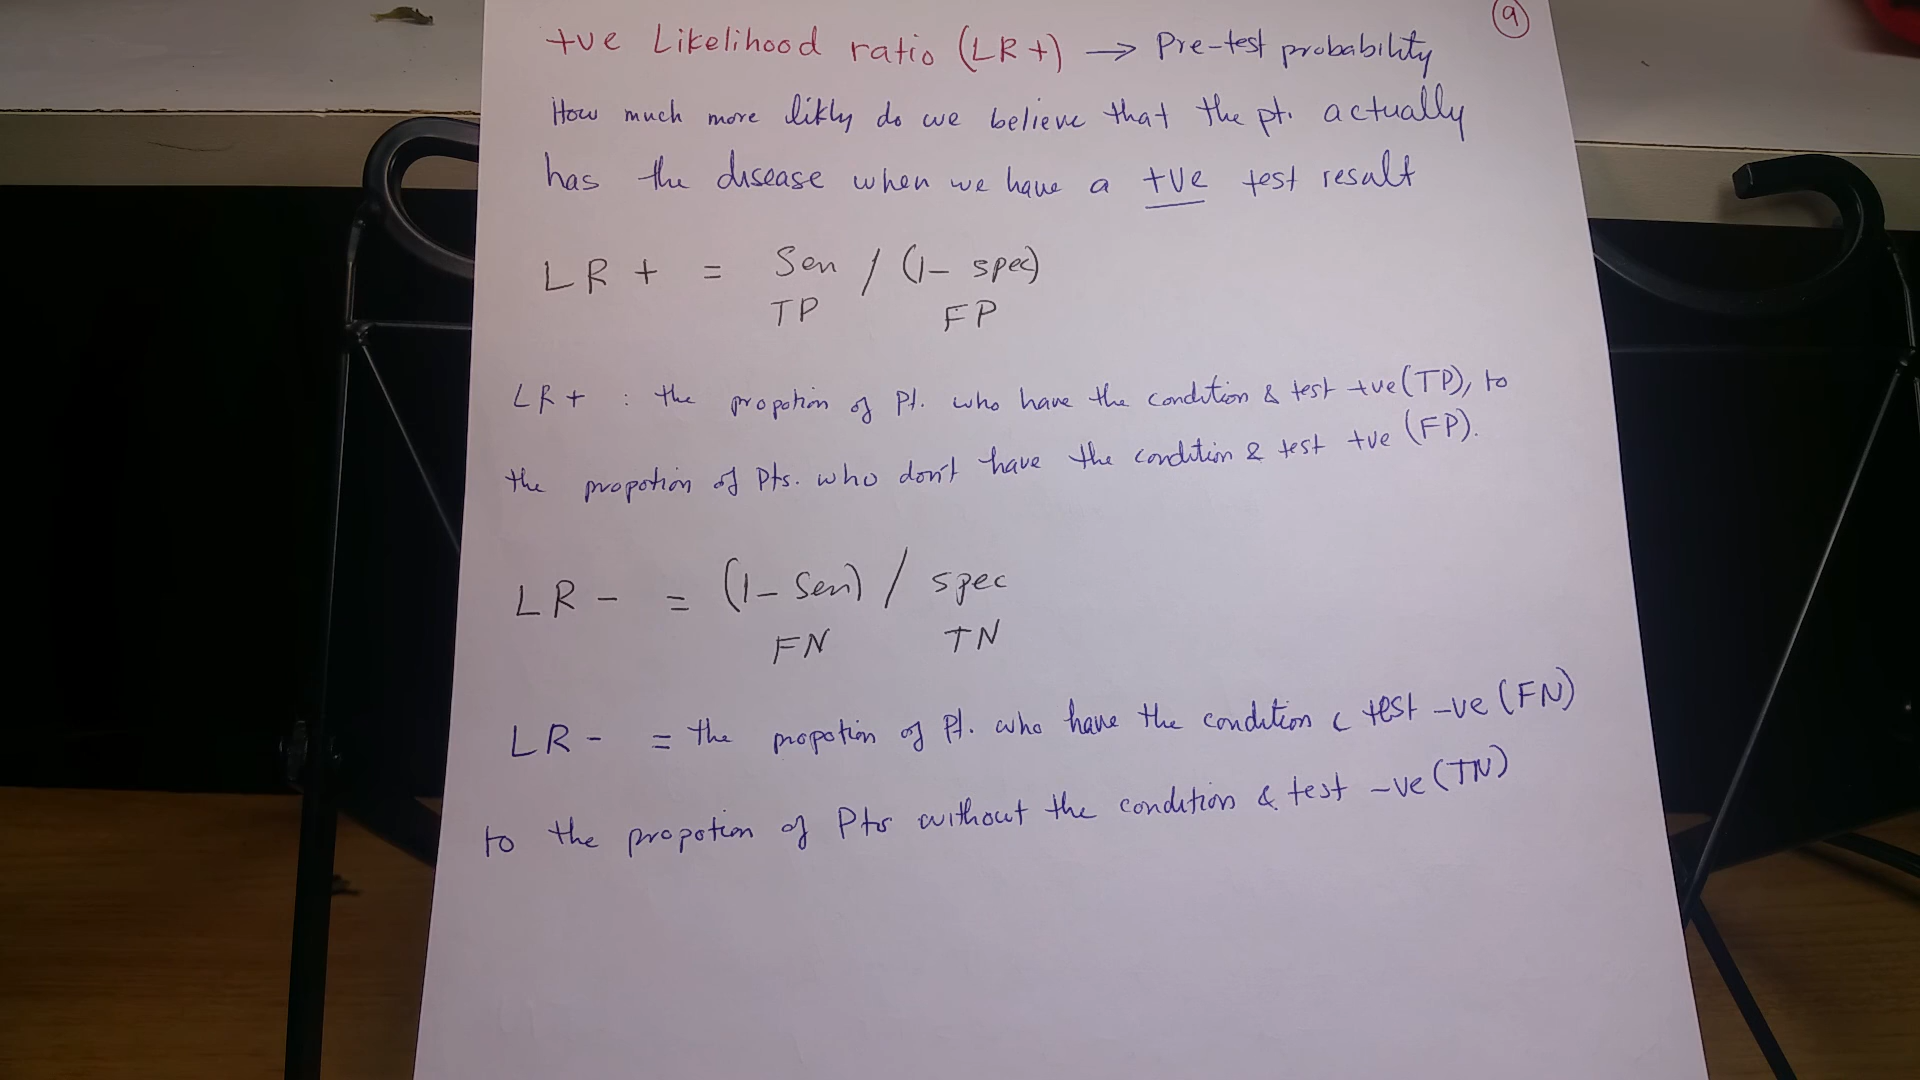 9
+ve Likelihood ratio (LR+) → Pre-test probability
How much more likly do we believe that the pt. actually
has the disease when we have a +ve test result
LR + = Sen / (1- spec)
TP FP
LR+ : the propotion of Pt. who have the condition & test +ve (TP), to
the propotion of Pts. who don't have the condition & test +ve (FP).
LR - = (1- Sen) / spec
FN TN
LR - = the propotion of Pt. who have the condition test -ve (FN)
to the propotion of Pts without the condition & test -ve (TN)